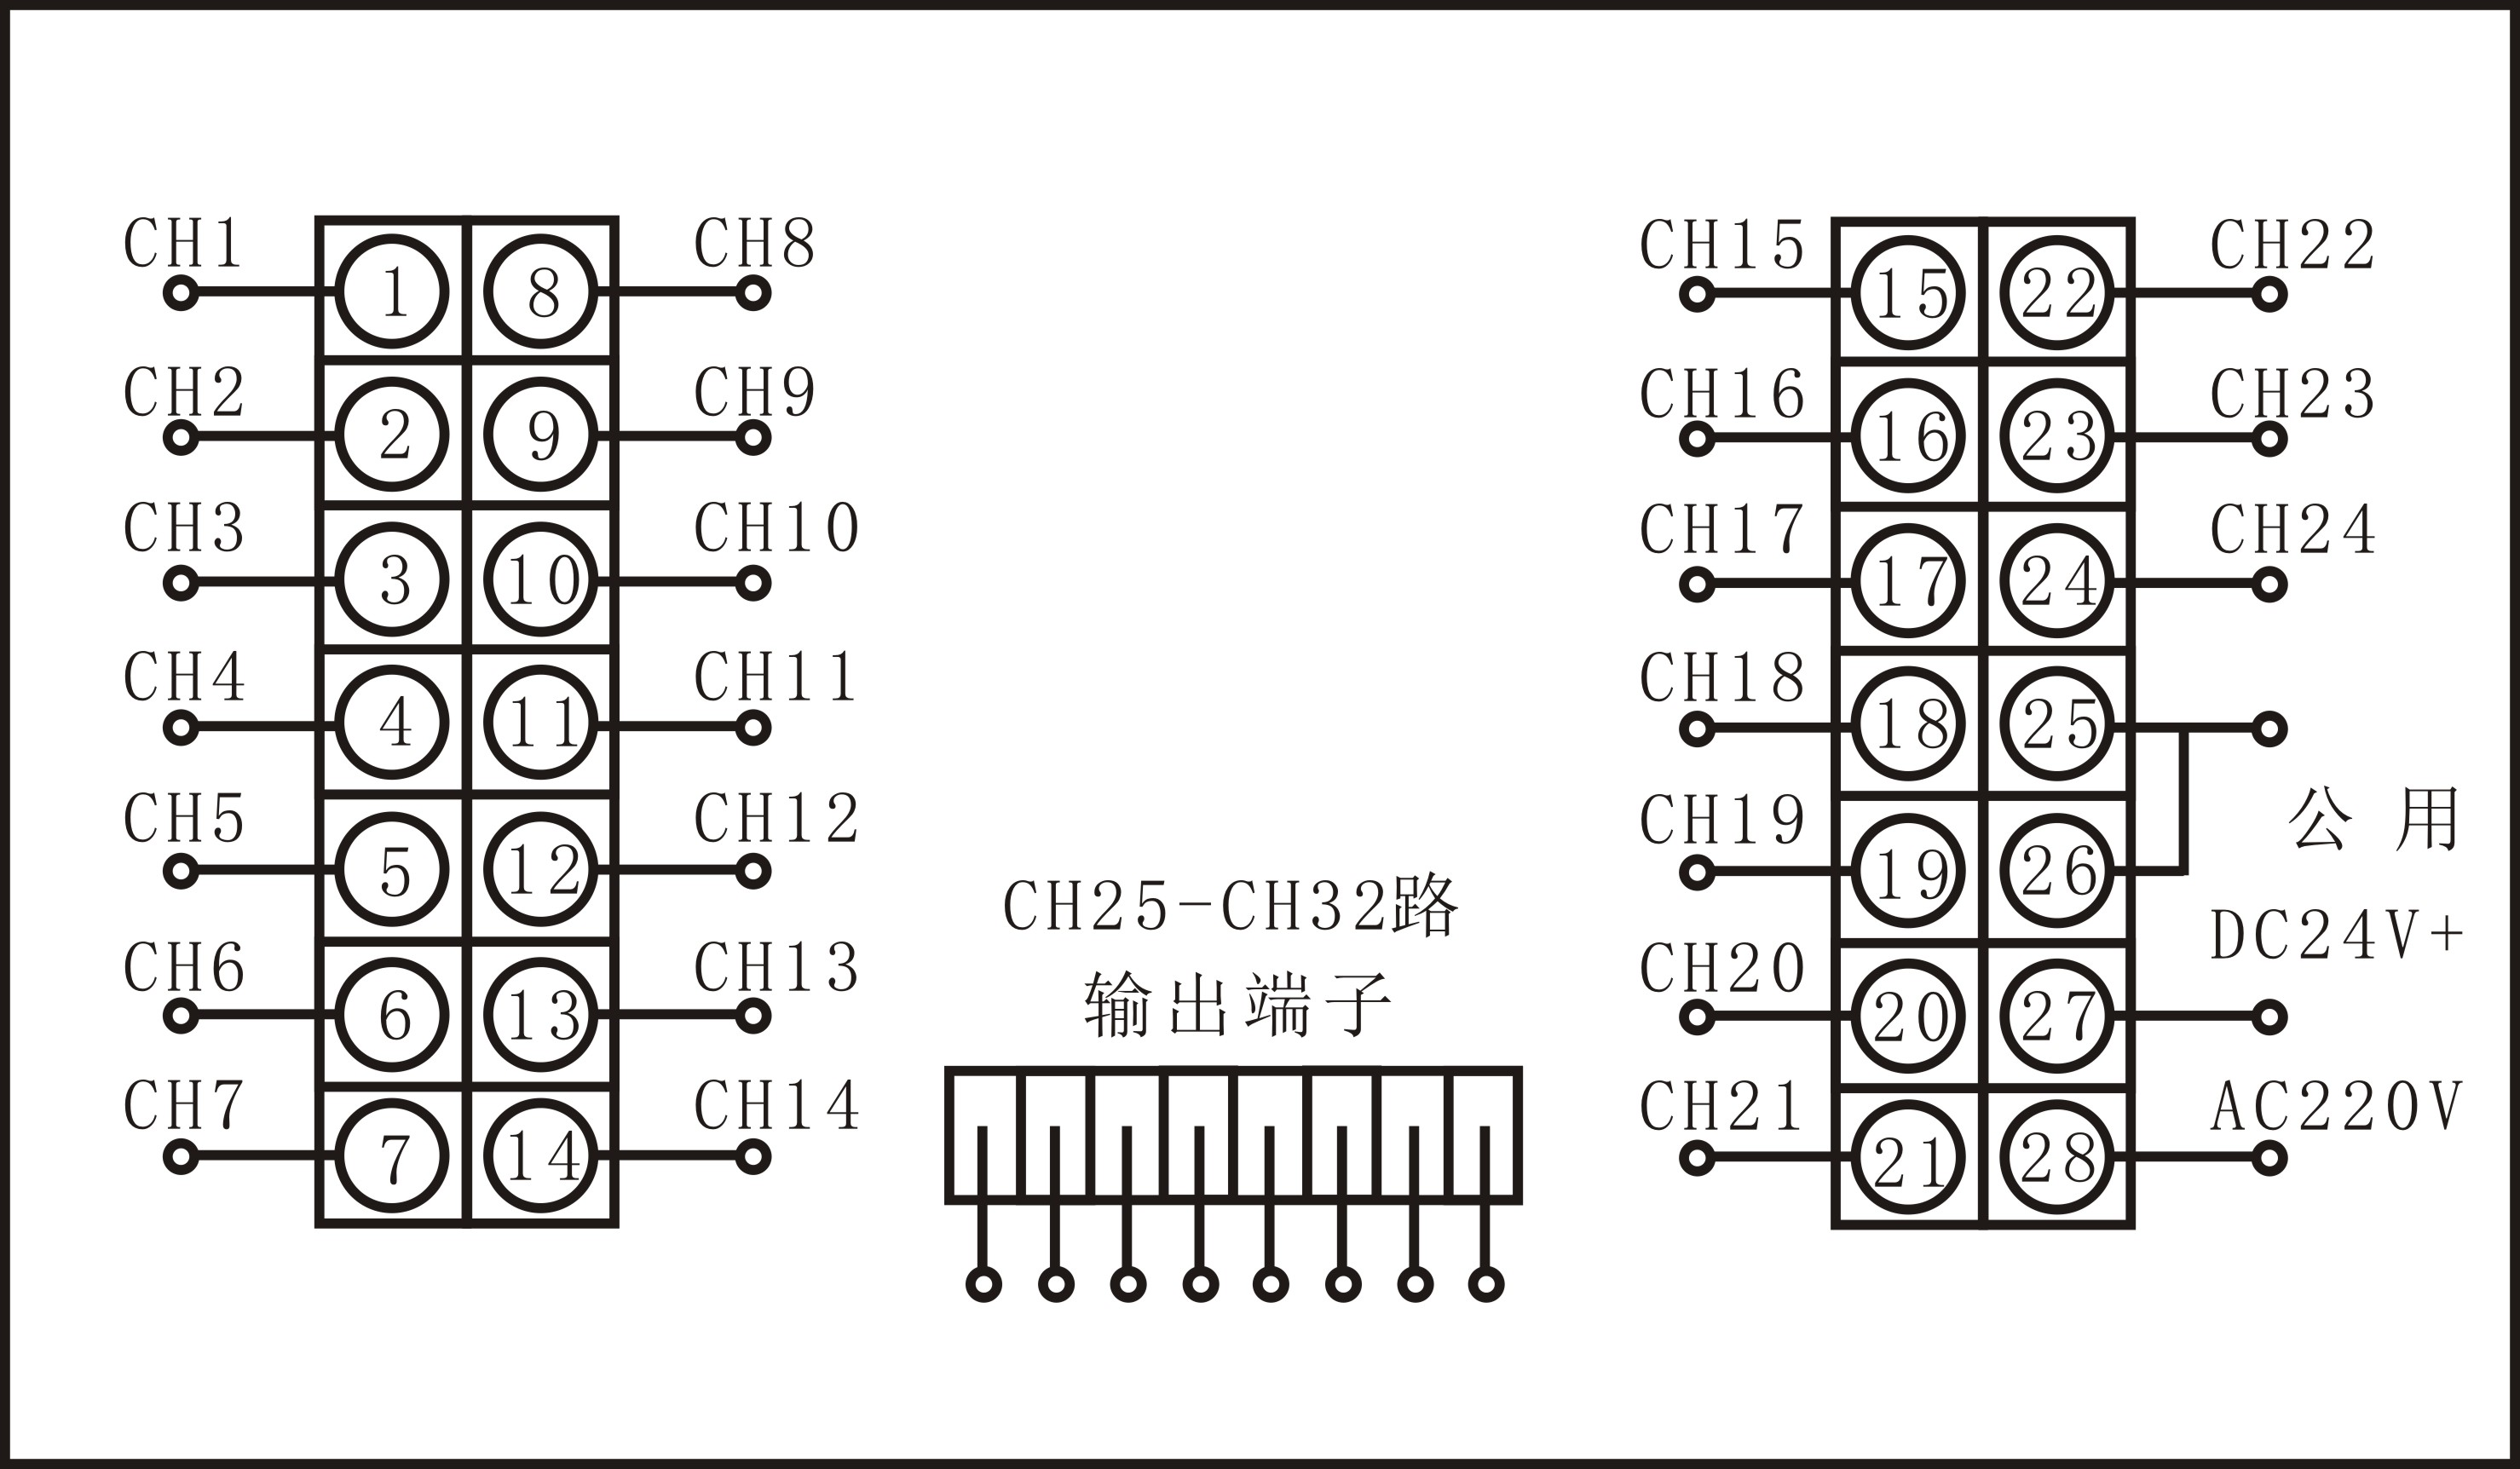 CH1 1 8 CH8
CH2 2 9 CH9
CH3 3 10 CH10
CH4 4 11 CH11
CH5 5 12 CH12
CH6 6 13 CH13
CH7 7 14 CH14
CH25-CH32路
输出端子
CH15 15 22 CH22
CH16 16 23 CH23
CH17 17 24 CH24
CH18 18 25
CH19 19 26 公用
DC24V+
CH20 20 27
CH21 21 28 AC220V